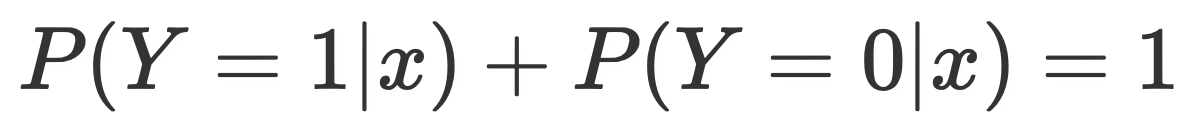 P(Y = 1|x) + P(Y = 0|x) = 1